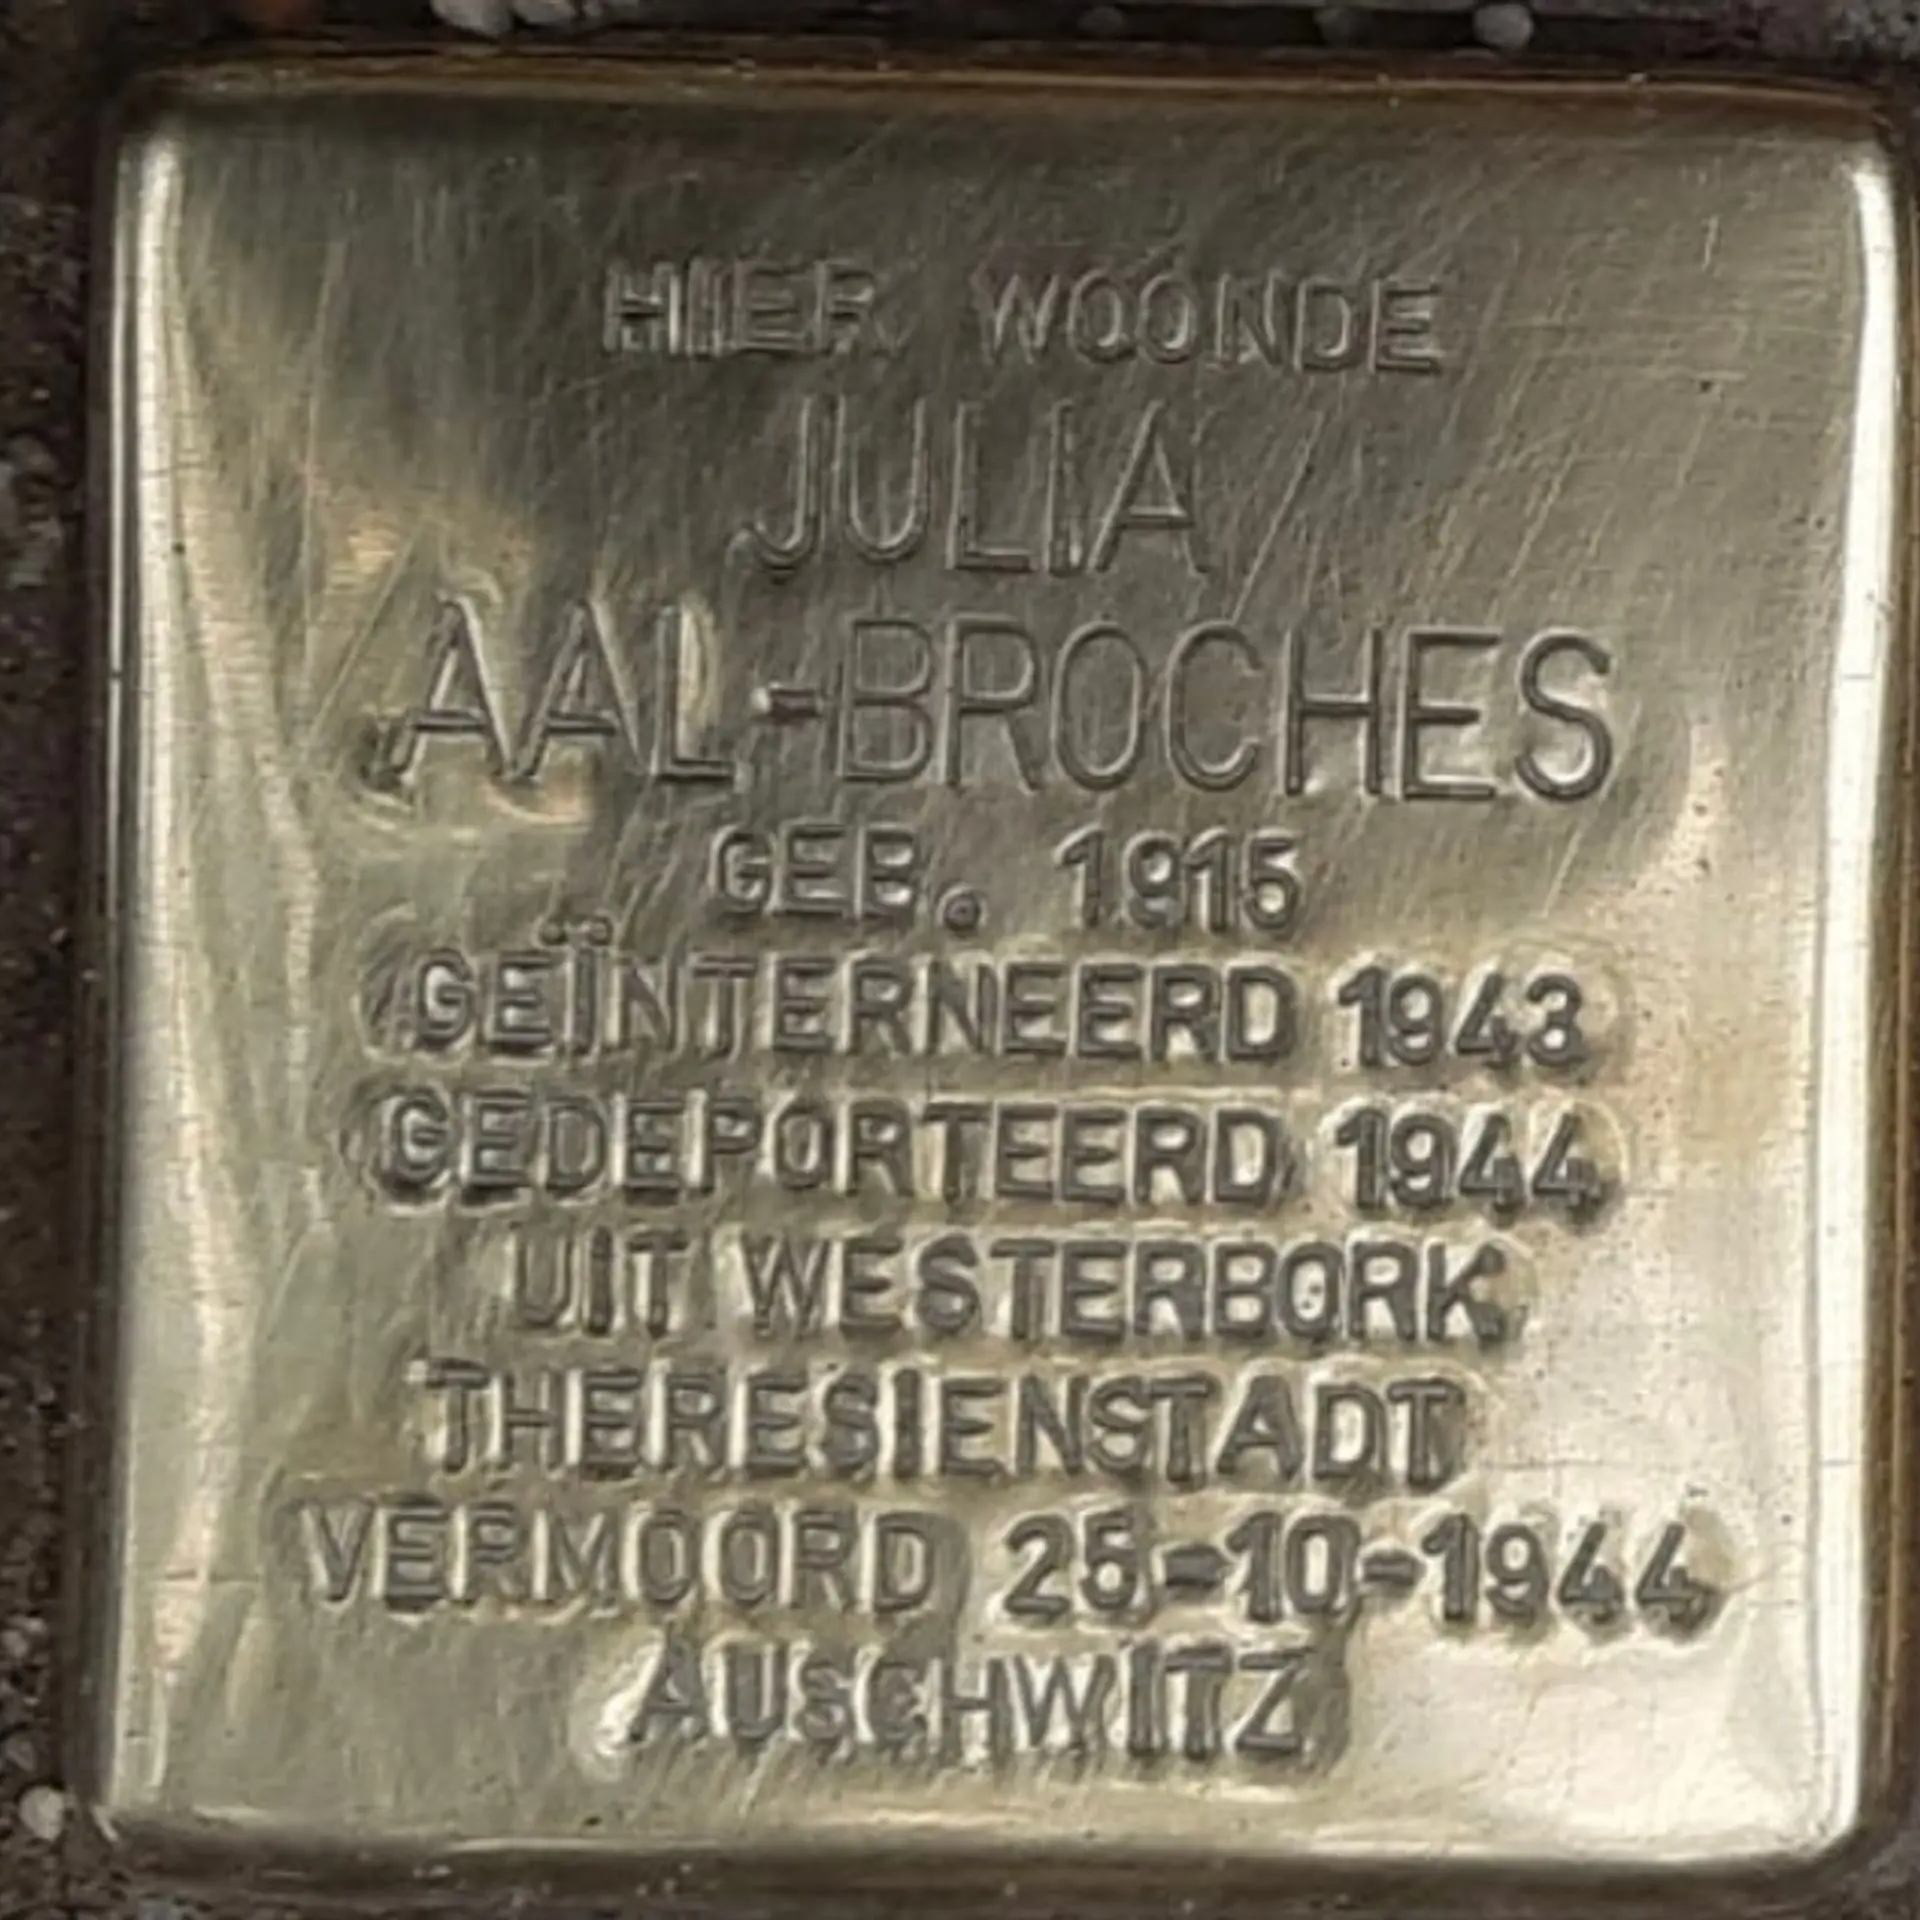 HIER WOONDE
JULIA
AAL-BROCHES
GEB. 1915
GEÏNTERNEERD 1943
GEDEPORTEERD 1944
UIT WESTERBORK
THERESIENSTADT
VERMOORD 25-10-1944
AUSCHWITZ